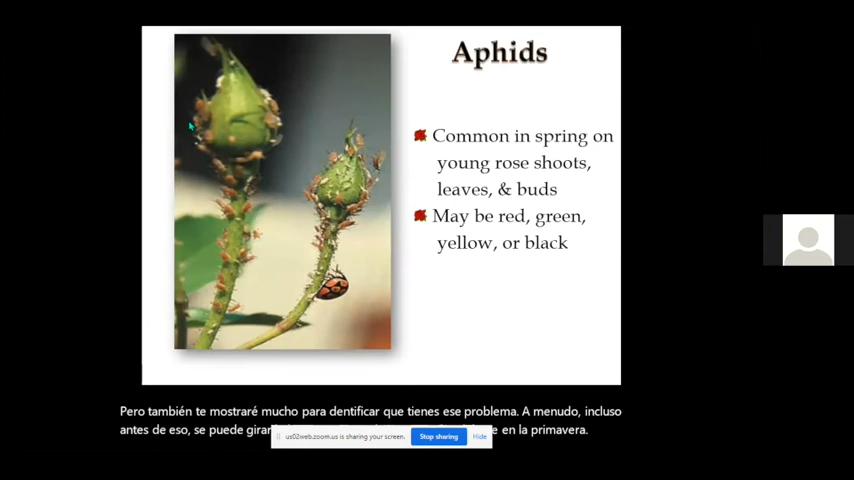 Aphids
Common in spring on
young rose shoots,
leaves, & buds
May be red, green,
yellow, or black
Pero también te mostraré mucho para dentificar que tienes ese problema. A menudo, incluso
antes de eso, se puede girar e en la primavera.
us02web.zoom.us is sharing your screen. Stop sharing Hide